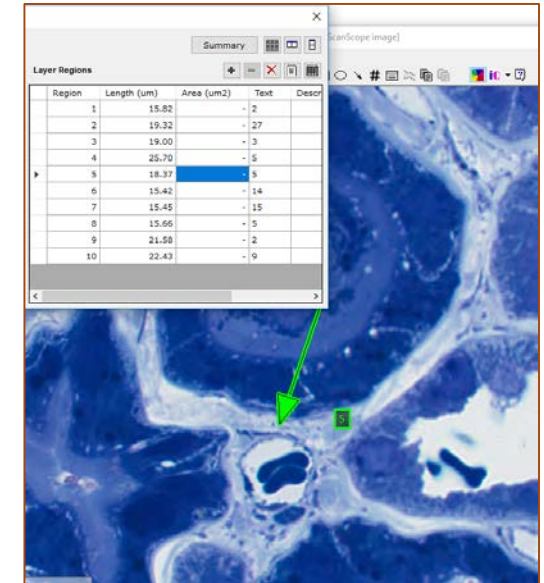 ScanScope image]
Summary
Layer Regions
Region Length (um) Area (um2) Text Descr
1 15.82 - 2
2 19.32 - 27
3 19.00 - 3
4 25.70 - 5
5 18.37 - 5
6 15.42 - 14
7 15.45 - 15
8 15.66 - 5
9 21.58 - 2
10 22.43 - 9
5